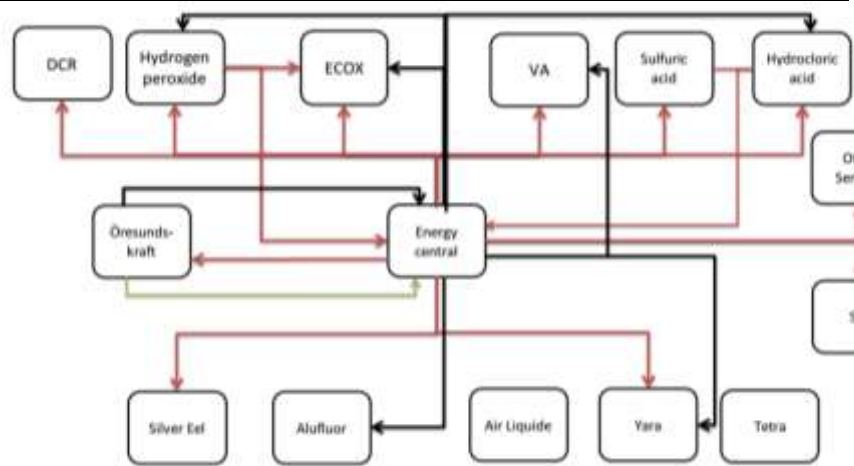 DCR
Hydrogen
peroxide
ECOX
VA
Sulfuric
acid
Hydrocloric
acid
Öresunds-
kraft
Energy
central
Silver Eel
Alufluor
Air Liquide
Yara
Tetra